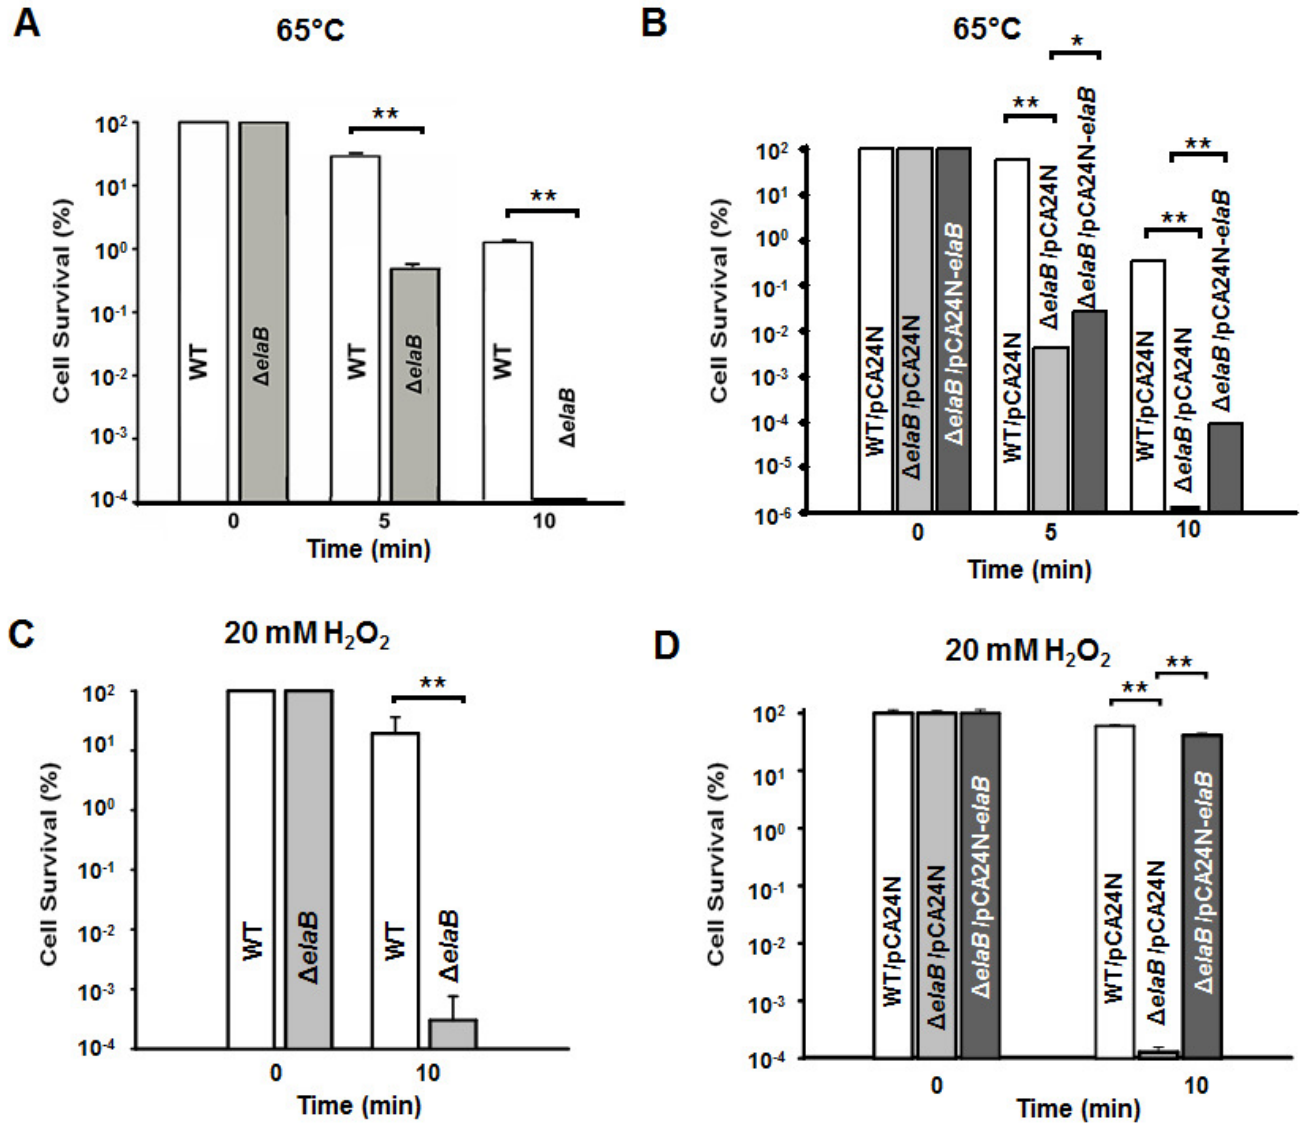 A
65°C
**
**
Cell Survival (%)
10²
10¹
10⁰
10⁻¹
10⁻²
10⁻³
10⁻⁴
WT
ΔelaB
WT
ΔelaB
WT
ΔelaB
0
5
10
Time (min)
B
65°C
*
**
**
**
Cell Survival (%)
10²
10¹
10⁰
10⁻¹
10⁻²
10⁻³
10⁻⁴
10⁻⁵
10⁻⁶
WT/pCA24N
ΔelaB/pCA24N
ΔelaB/pCA24N-elaB
WT/pCA24N
ΔelaB/pCA24N
ΔelaB/pCA24N-elaB
WT/pCA24N
ΔelaB/pCA24N
ΔelaB/pCA24N-elaB
0
5
10
Time (min)
C
20 mM H₂O₂
**
Cell Survival (%)
10²
10¹
10⁰
10⁻¹
10⁻²
10⁻³
10⁻⁴
WT
ΔelaB
WT
ΔelaB
0
10
Time (min)
D
20 mM H₂O₂
**
**
Cell Survival (%)
10²
10¹
10⁰
10⁻¹
10⁻²
10⁻³
10⁻⁴
WT/pCA24N
ΔelaB/pCA24N
ΔelaB/pCA24N-elaB
WT/pCA24N
ΔelaB/pCA24N
ΔelaB/pCA24N-elaB
0
10
Time (min)